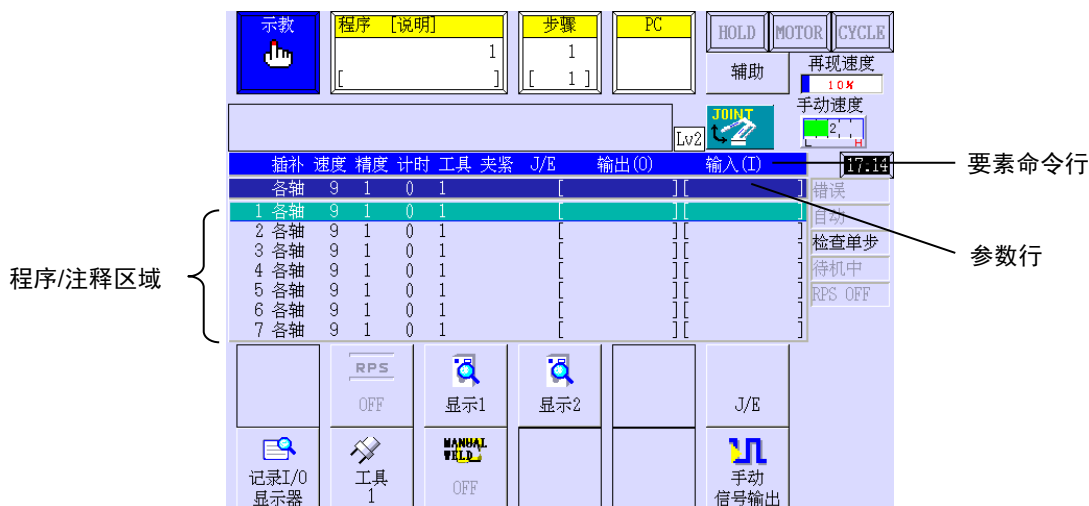 示教 程序 [说明] 步骤 PC HOLD MOTOR CYCLE
1 1
[ ] [ 1 ] 辅助 再现速度
10%
手动速度
JOINT 2
Lv2 L H
插补 速度 精度 计时 工具 夹紧 J/E 输出(O) 输入(I) 17:14 要素命令行
各轴 9 1 0 1 [ ][ ] 错误
1 各轴 9 1 0 1 [ ][ ] 自动
2 各轴 9 1 0 1 [ ][ ]
3 各轴 9 1 0 1 [ ][ ] 检查单步 参数行
4 各轴 9 1 0 1 [ ][ ] 待机中
程序/注释区域
5 各轴 9 1 0 1 [ ][ ] RPS OFF
6 各轴 9 1 0 1 [ ][ ]
7 各轴 9 1 0 1 [ ][ ]
RPS
OFF 显示1 显示2 J/E
MANUAL
WELD
记录I/O 工具 OFF 手动
显示器 1 信号输出